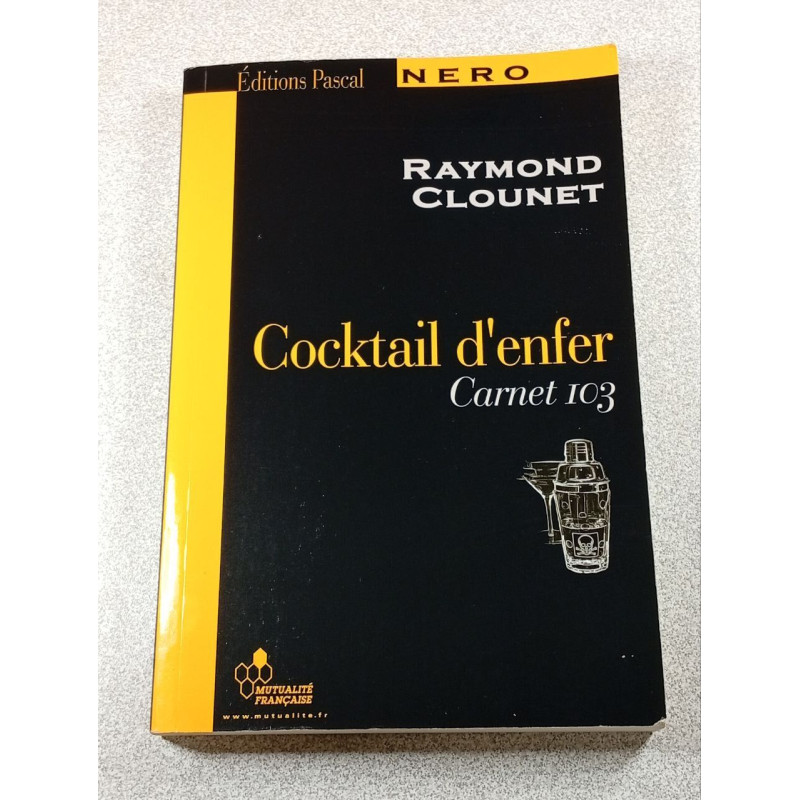 Éditions Pascal
NERO
RAYMOND
CLOUNET
Cocktail d'enfer
Carnet 103
MUTUALITÉ
FRANÇAISE
www.mutualite.fr